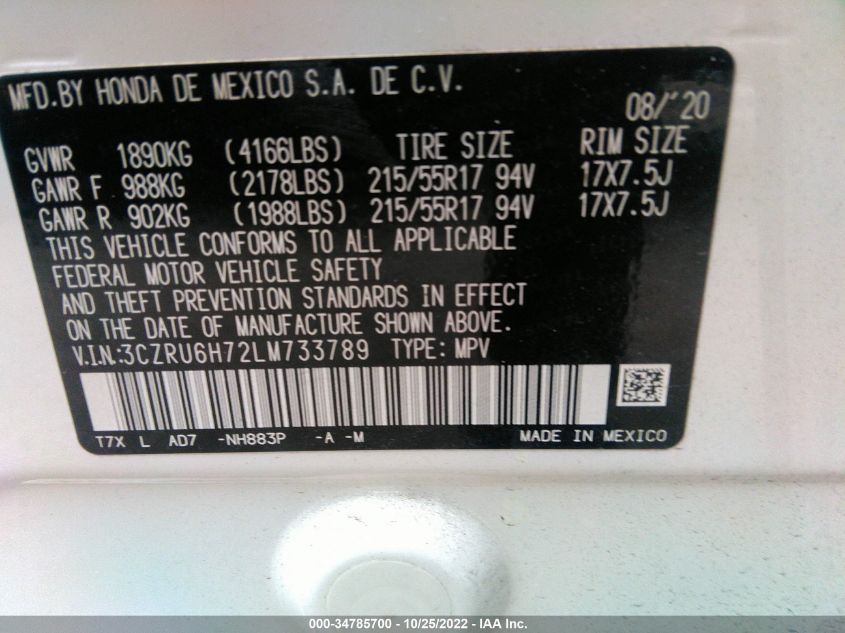 MFD.BY HONDA DE MEXICO S.A. DE C.V.
08/'20
GVWR 1890KG (4166LBS) TIRE SIZE RIM SIZE
GAWR F 988KG (2178LBS) 215/55R17 94V 17X7.5J
GAWR R 902KG (1988LBS) 215/55R17 94V 17X7.5J
THIS VEHICLE CONFORMS TO ALL APPLICABLE
FEDERAL MOTOR VEHICLE SAFETY
AND THEFT PREVENTION STANDARDS IN EFFECT
ON THE DATE OF MANUFACTURE SHOWN ABOVE.
V.I.N.:3CZRU6H72LM733789 TYPE: MPV
T7X L AD7 -NH883P -A -M MADE IN MEXICO
000-34785700 - 10/25/2022 - IAA Inc.